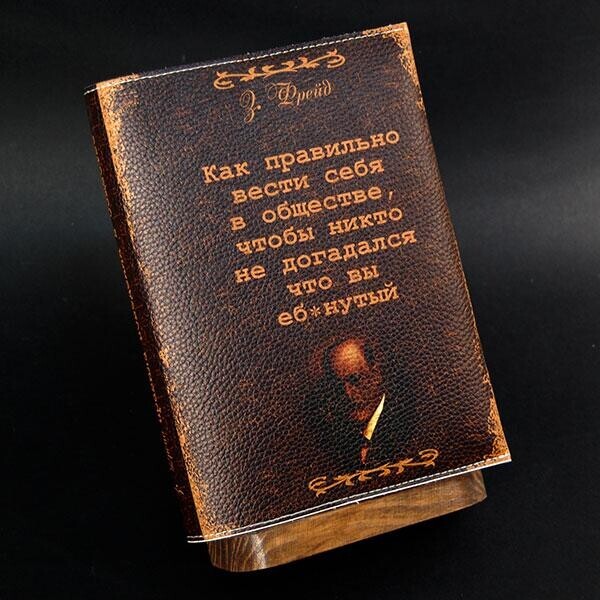 З. Фрейд
Как правильно
вести себя
в обществе,
чтобы никто
не догадался
что вы
еб*нутый